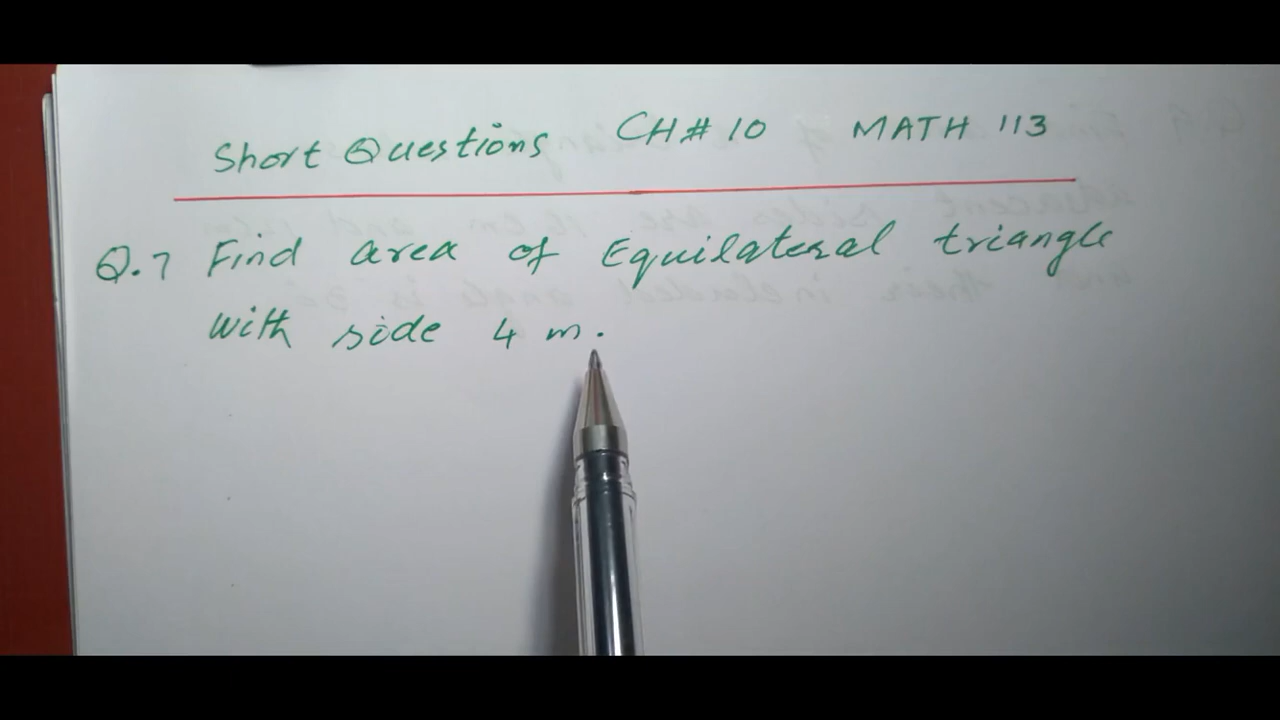 Short Questions CH# 10 MATH 113
Q.7 Find area of Equilateral triangle
with side 4 m.